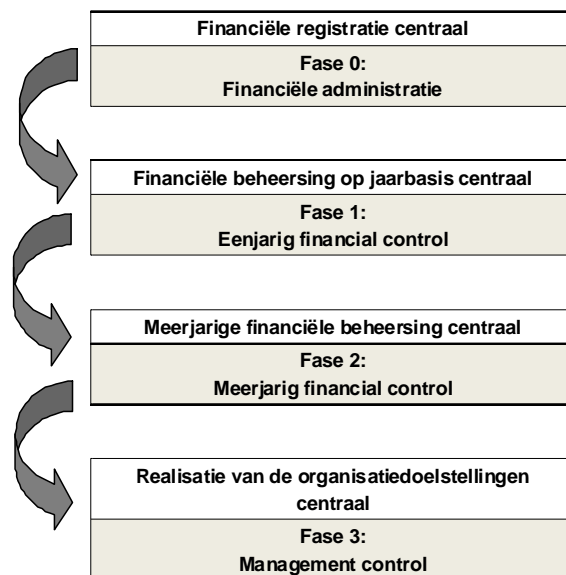 Financiële registratie centraal
Fase 0:
Financiële administratie
Financiële beheersing op jaarbasis centraal
Fase 1:
Eenjarig financial control
Meerjarige financiële beheersing centraal
Fase 2:
Meerjarig financial control
Realisatie van de organisatiedoelstellingen
centraal
Fase 3:
Management control